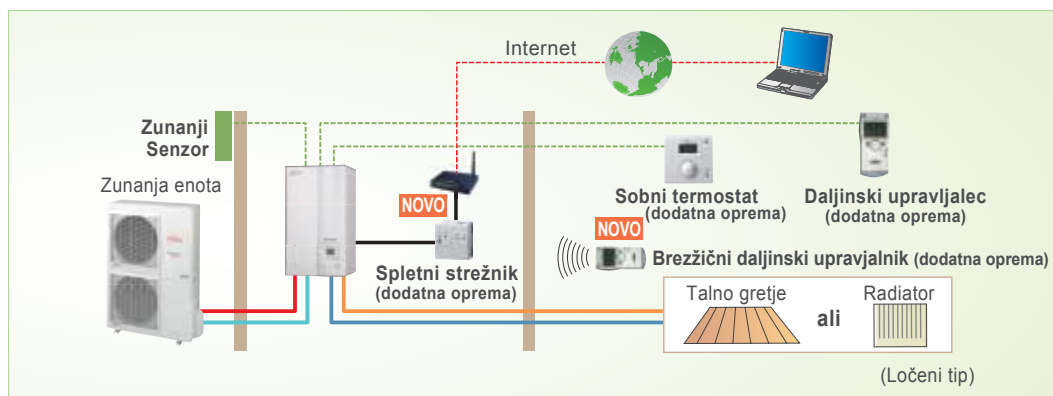 Internet
Zunanji
Senzor
Zunanja enota
NOVO
Spletni strežnik
(dodatna oprema)
Sobni termostat
(dodatna oprema)
Daljinski upravljalec
(dodatna oprema)
NOVO
Brezžični daljinski upravjalnik (dodatna oprema)
Talno gretje
ali
Radiator
(Ločeni tip)